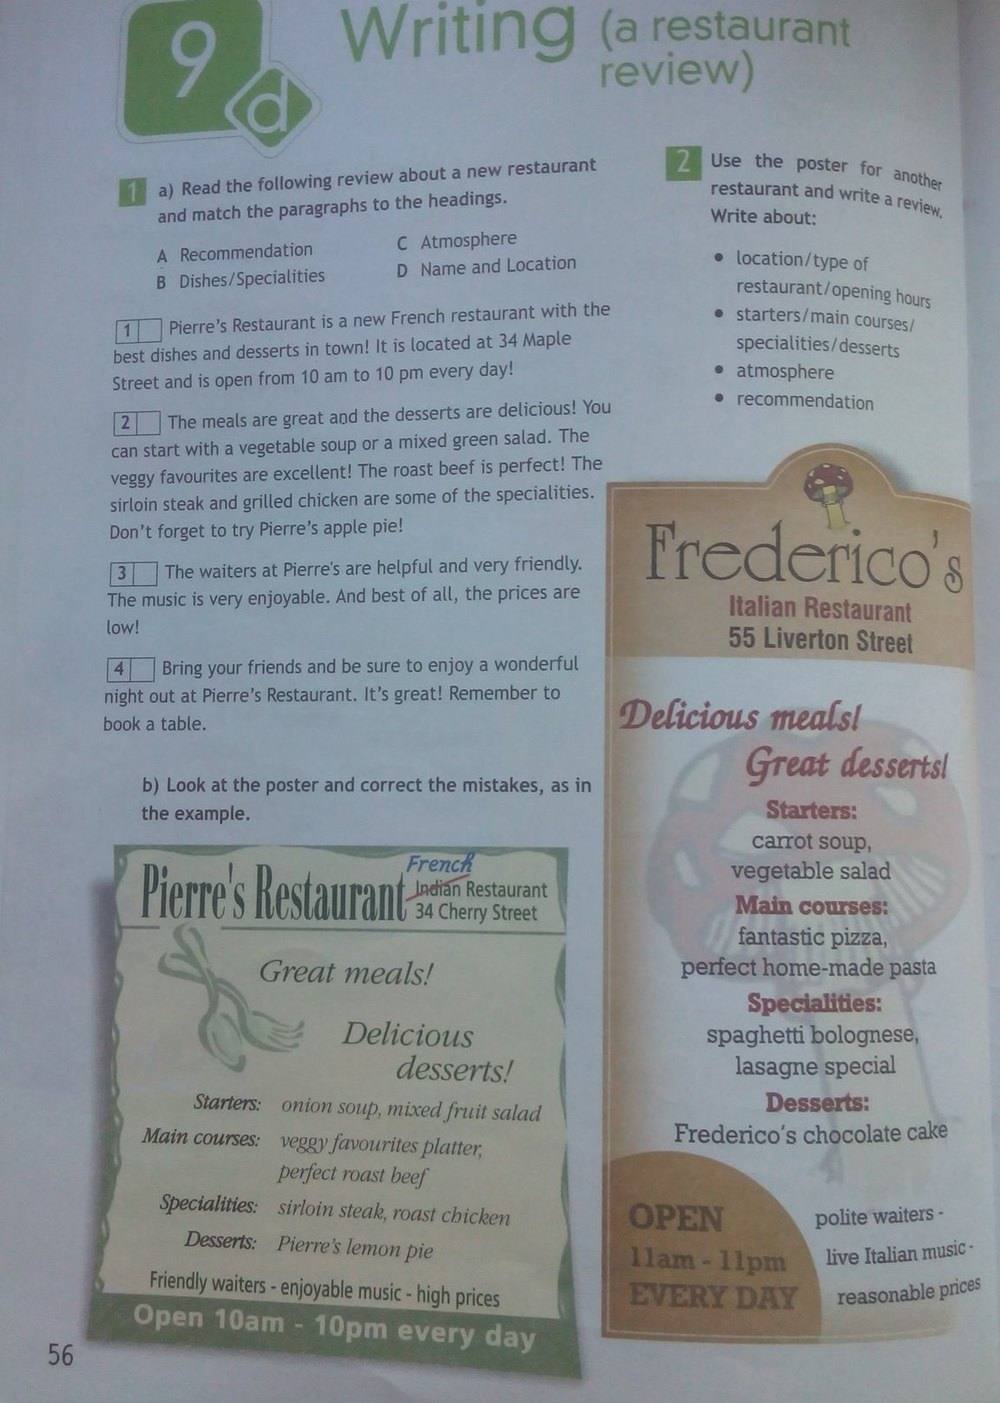 9
d
Writing (a restaurant
review)
1 a) Read the following review about a new restaurant
and match the paragraphs to the headings.
A Recommendation
B Dishes/Specialities
C Atmosphere
D Name and Location
1 Pierre's Restaurant is a new French restaurant with the
best dishes and desserts in town! It is located at 34 Maple
Street and is open from 10 am to 10 pm every day!
2 The meals are great and the desserts are delicious! You
can start with a vegetable soup or a mixed green salad. The
veggy favourites are excellent! The roast beef is perfect! The
sirloin steak and grilled chicken are some of the specialities.
Don't forget to try Pierre's apple pie!
3 The waiters at Pierre's are helpful and very friendly.
The music is very enjoyable. And best of all, the prices are
low!
4 Bring your friends and be sure to enjoy a wonderful
night out at Pierre's Restaurant. It's great! Remember to
book a table.
b) Look at the poster and correct the mistakes, as in
the example.
Pierre's Restaurant
French
Indian Restaurant
34 Cherry Street
Great meals!
Delicious
desserts!
Starters: onion soup, mixed fruit salad
Main courses: veggy favourites platter,
perfect roast beef
Specialities: sirloin steak, roast chicken
Desserts: Pierre's lemon pie
Friendly waiters - enjoyable music - high prices
Open 10am - 10pm every day
56
2 Use the poster for another
restaurant and write a review.
Write about:
• location/type of
restaurant/opening hours
• starters/main courses/
specialities/desserts
• atmosphere
• recommendation
Frederico's
Italian Restaurant
55 Liverton Street
Delicious meals!
Great desserts!
Starters:
carrot soup,
vegetable salad
Main courses:
fantastic pizza,
perfect home-made pasta
Specialities:
spaghetti bolognese,
lasagne special
Desserts:
Frederico's chocolate cake
OPEN
11am - 11pm
EVERY DAY
polite waiters -
live Italian music -
reasonable prices